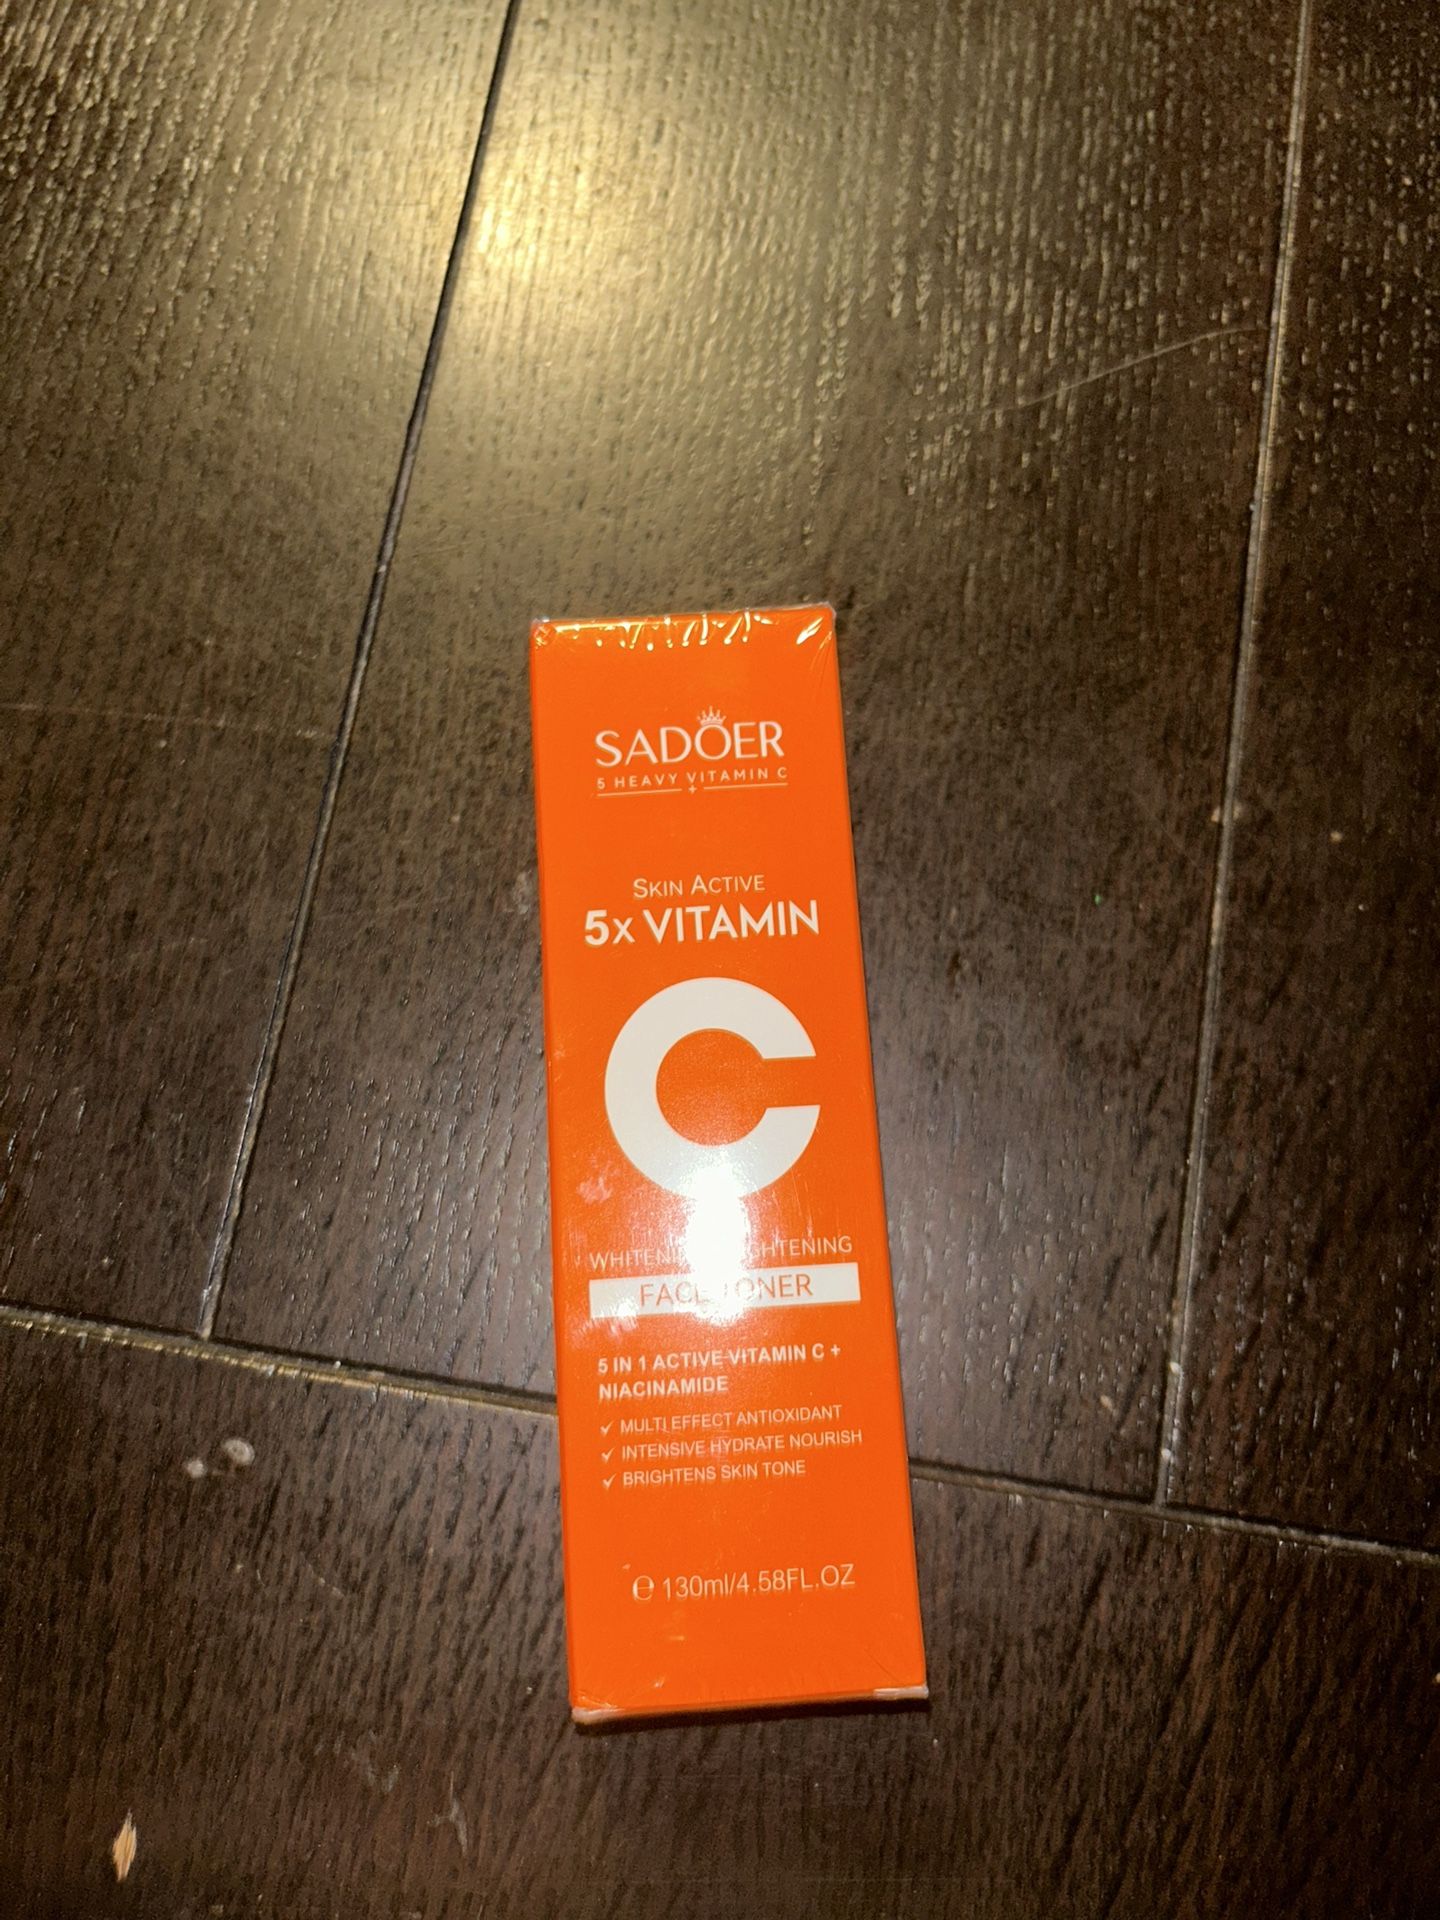 SADOER
5 HEAVY VITAMIN C
+
SKIN ACTIVE
5X VITAMIN
C
FACE TONER
5 IN 1 ACTIVE VITAMIN C +
NIACINAMIDE
✓ MULTI EFFECT ANTIOXIDANT
✓ INTENSIVE HYDRATE NOURISH
✓ BRIGHTENS SKIN TONE
℮ 130ml/4.58FL.OZ